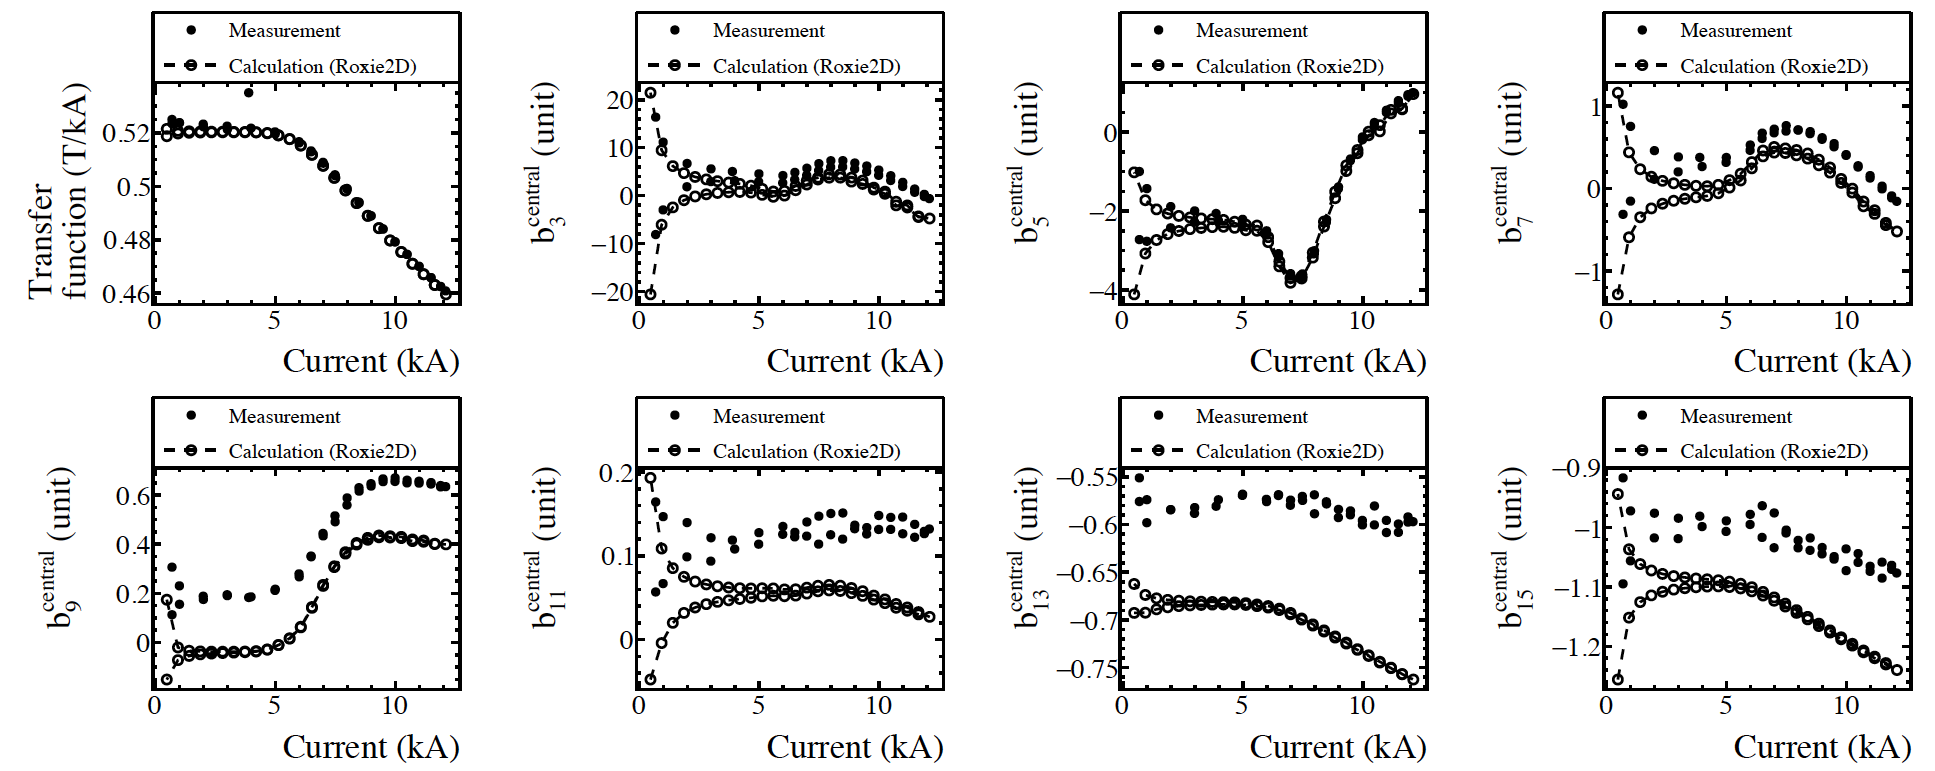 Measurement
Calculation (Roxie2D)
Transfer
function (T/kA)
0.52
0.5
0.48
0.46
0 5 10
Current (kA)
Measurement
Calculation (Roxie2D)
b3central (unit)
20
10
0
−10
−20
0 5 10
Current (kA)
Measurement
Calculation (Roxie2D)
b5central (unit)
0
−2
−4
0 5 10
Current (kA)
Measurement
Calculation (Roxie2D)
b7central (unit)
1
0
−1
0 5 10
Current (kA)
Measurement
Calculation (Roxie2D)
b9central (unit)
0.6
0.4
0.2
0
0 5 10
Current (kA)
Measurement
Calculation (Roxie2D)
b11central (unit)
0.2
0.1
0
0 5 10
Current (kA)
Measurement
Calculation (Roxie2D)
b13central (unit)
−0.55
−0.6
−0.65
−0.7
−0.75
0 5 10
Current (kA)
Measurement
Calculation (Roxie2D)
b15central (unit)
−0.9
−1
−1.1
−1.2
0 5 10
Current (kA)